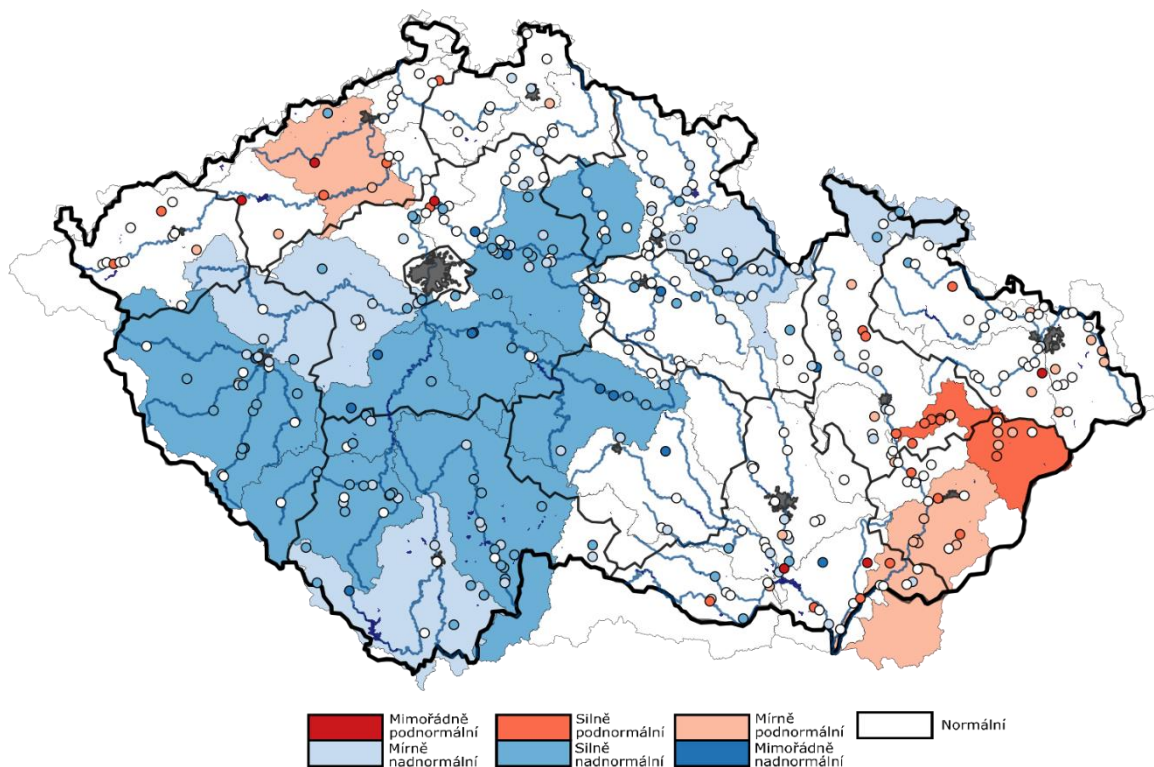 Mimořádně
podnormální
Silně
podnormální
Mírně
podnormální
Normální
Mírně
nadnormální
Silně
nadnormální
Mimořádně
nadnormální